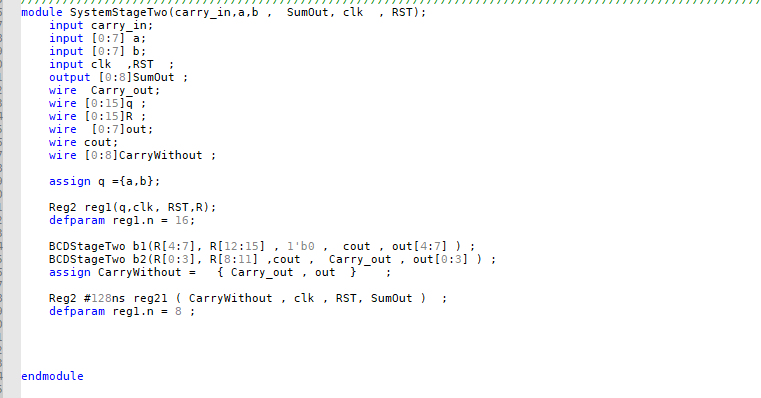 ////////////////////////////////////////////////////////////////////////////////////////////////////////////
module SystemStageTwo(carry_in,a,b ,  SumOut, clk  , RST);
    input carry_in;
    input [0:7] a;
    input [0:7] b;
    input clk  ,RST  ;
    output [0:8]SumOut ;
    wire  Carry_out;
    wire [0:15]q ;
    wire [0:15]R ;
    wire  [0:7]out;
    wire cout;
    wire [0:8]CarryWithout ;
    assign q ={a,b};
    Reg2 reg1(q,clk, RST,R);
    defparam reg1.n = 16;
    BCDStageTwo b1(R[4:7], R[12:15] , 1'b0 ,  cout , out[4:7] ) ;
    BCDStageTwo b2(R[0:3], R[8:11] ,cout ,  Carry_out , out[0:3] ) ;
    assign CarryWithout =   { Carry_out , out  }    ;
    Reg2 #128ns reg21 ( CarryWithout , clk , RST, SumOut )  ;
    defparam reg1.n = 8 ;
endmodule